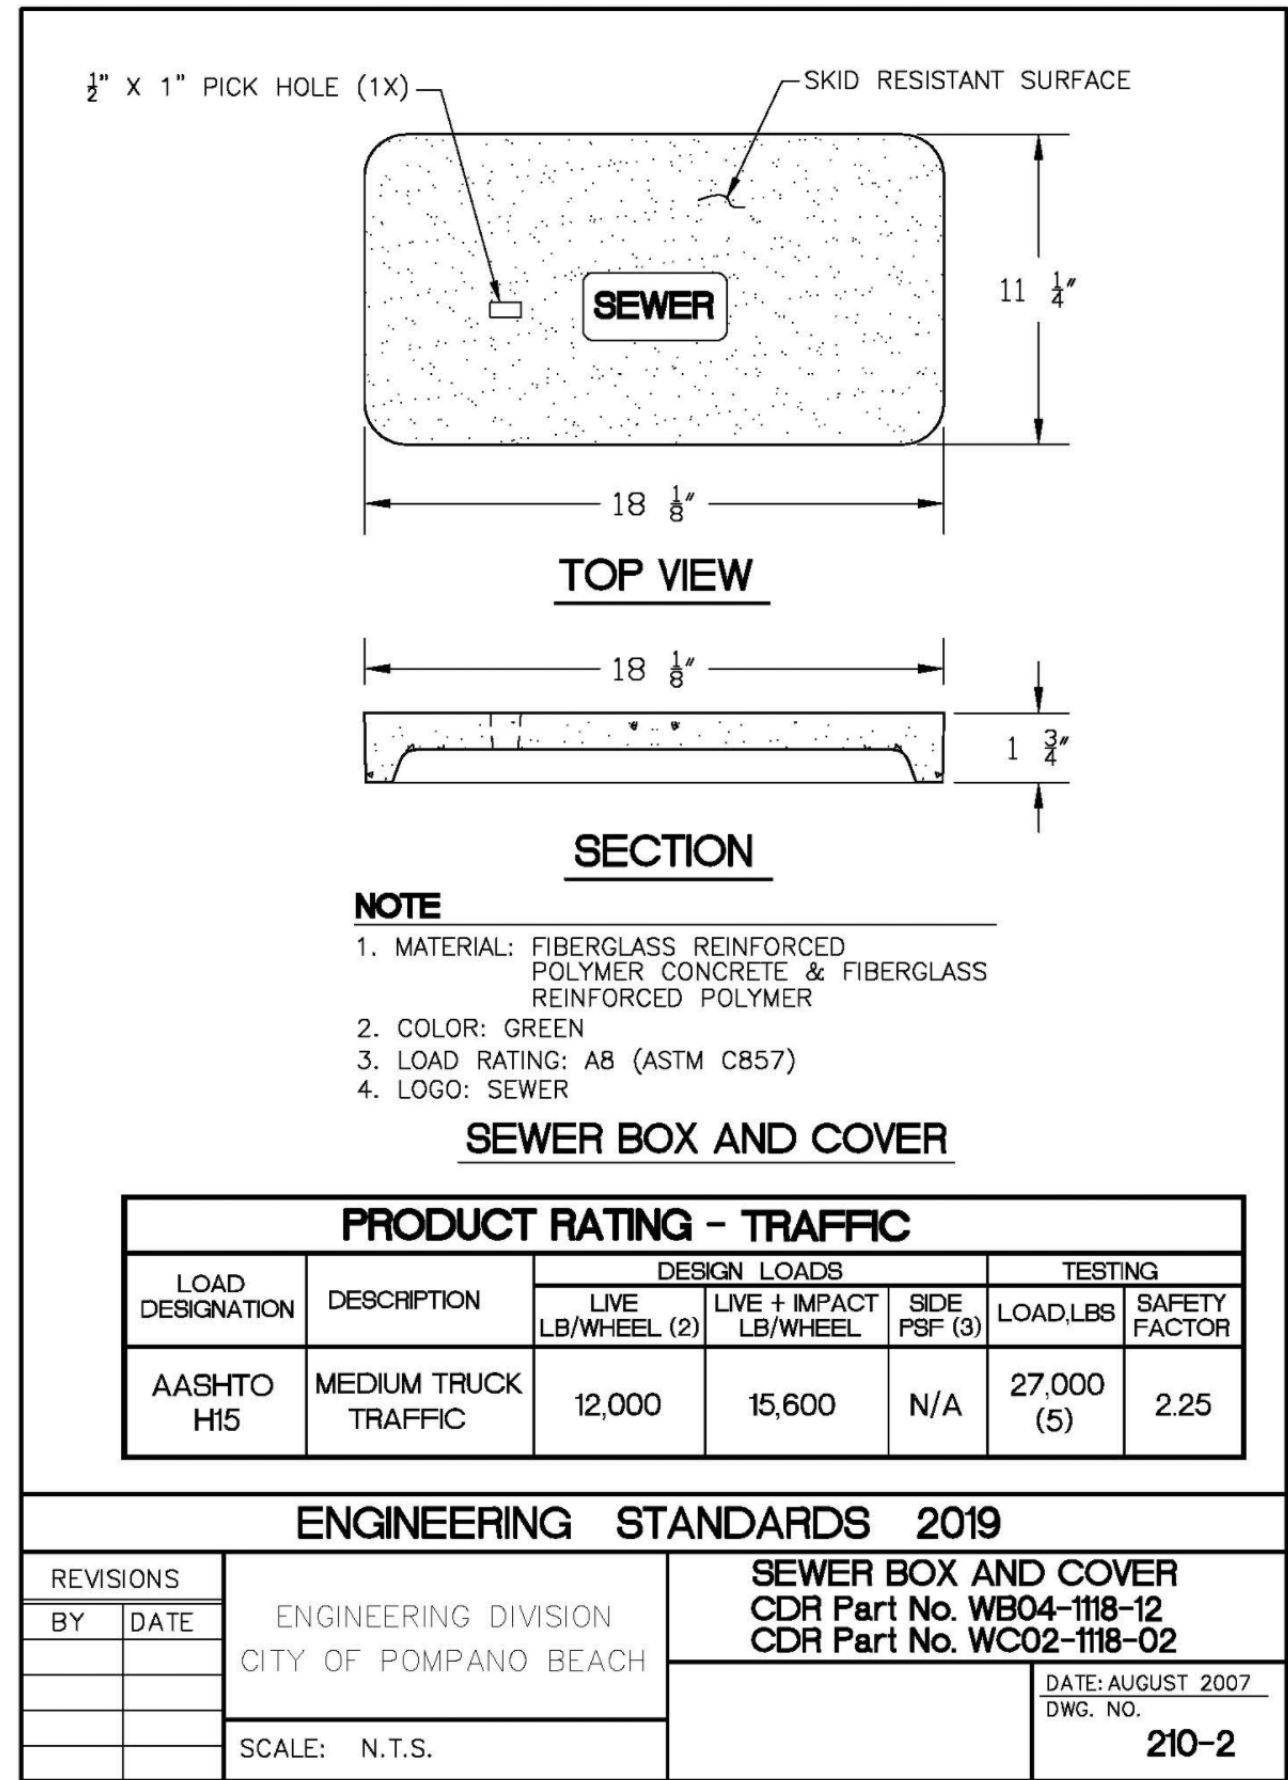 ½" X 1" PICK HOLE (1X)
SKID RESISTANT SURFACE
SEWER
11 ¼"
18 ⅛"
TOP VIEW
18 ⅛"
1 ¾"
SECTION
NOTE
1. MATERIAL: FIBERGLASS REINFORCED
POLYMER CONCRETE & FIBERGLASS
REINFORCED POLYMER
2. COLOR: GREEN
3. LOAD RATING: A8 (ASTM C857)
4. LOGO: SEWER
SEWER BOX AND COVER
PRODUCT RATING - TRAFFIC
LOAD
DESIGNATION
DESCRIPTION
DESIGN LOADS
TESTING
LIVE
LB/WHEEL (2)
LIVE + IMPACT
LB/WHEEL
SIDE
PSF (3)
LOAD,LBS
SAFETY
FACTOR
AASHTO
H15
MEDIUM TRUCK
TRAFFIC
12,000
15,600
N/A
27,000
(5)
2.25
ENGINEERING STANDARDS 2019
REVISIONS
BY DATE
ENGINEERING DIVISION
CITY OF POMPANO BEACH
SCALE: N.T.S.
SEWER BOX AND COVER
CDR Part No. WB04-1118-12
CDR Part No. WC02-1118-02
DATE: AUGUST 2007
DWG. NO.
210-2